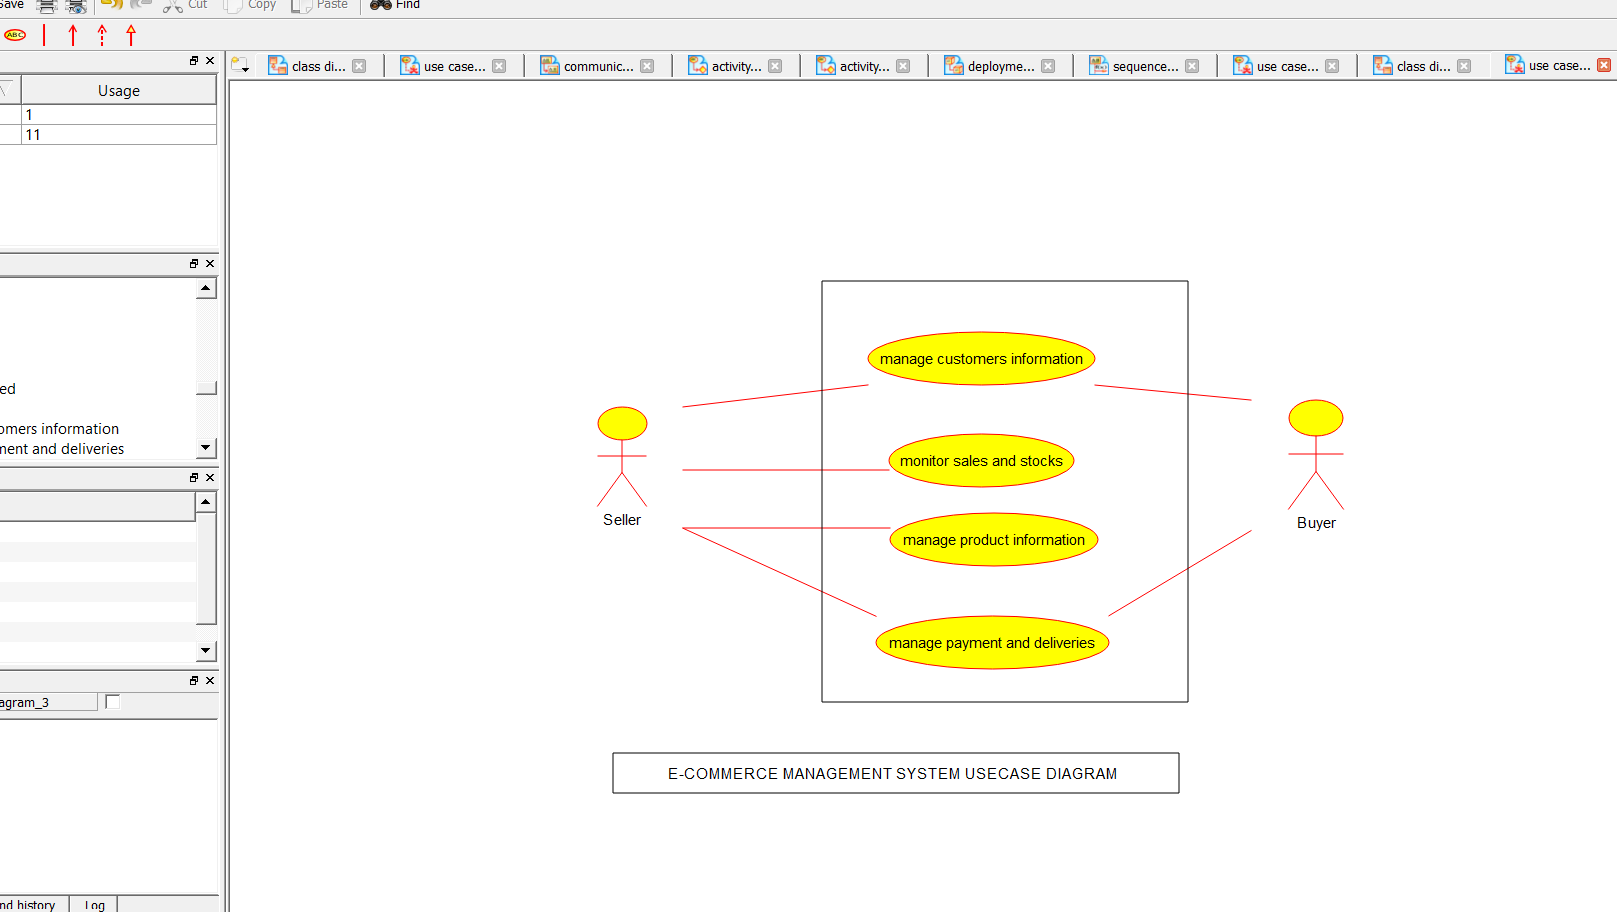 Save Cut Copy Paste Find
ABC
class di... use case... communic... activity... activity... deployme... sequence... use case... class di... use case...
Usage
1
11
ed
omers information
nent and deliveries
agram_3
nd history Log
manage customers information
monitor sales and stocks
Seller
Buyer
manage product information
manage payment and deliveries
E-COMMERCE MANAGEMENT SYSTEM USECASE DIAGRAM